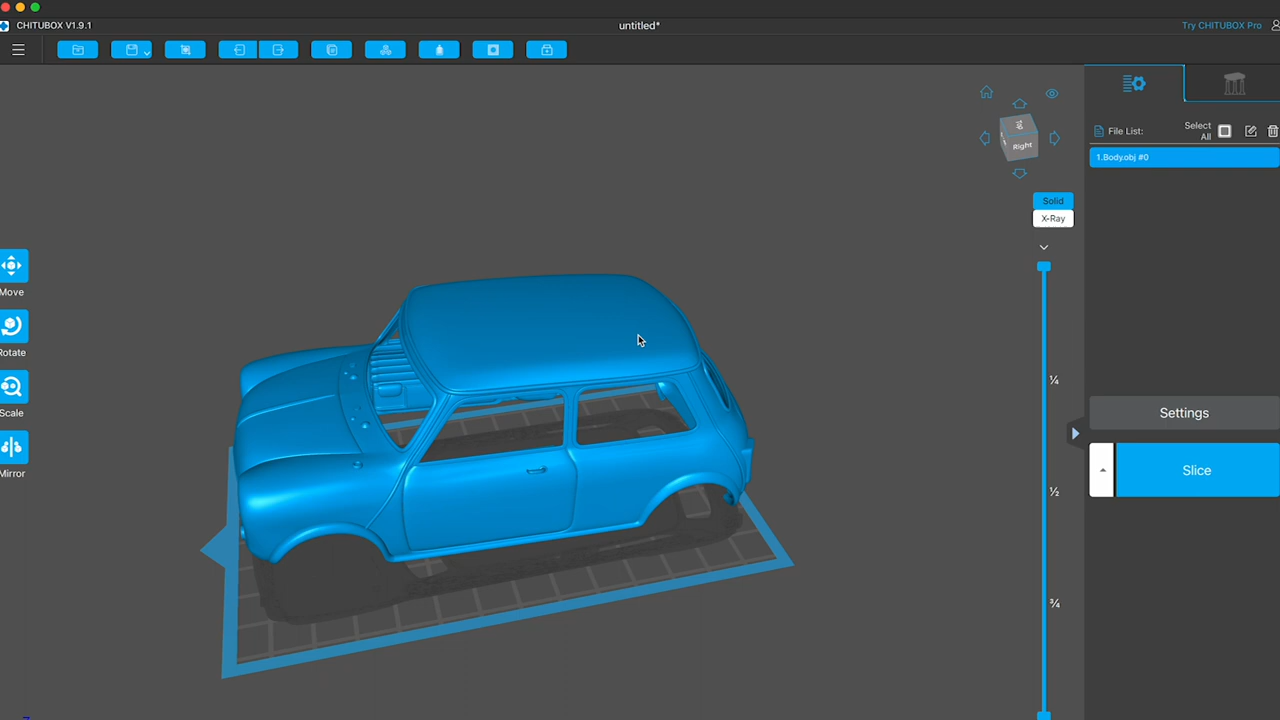 CHITUBOX V1.9.1
untitled*
Try CHITUBOX Pro
Top
Right
Select All
File List:
1.Body.obj #0
Solid
X-Ray
Move
Rotate
Scale
Mirror
¼
½
¾
Settings
Slice